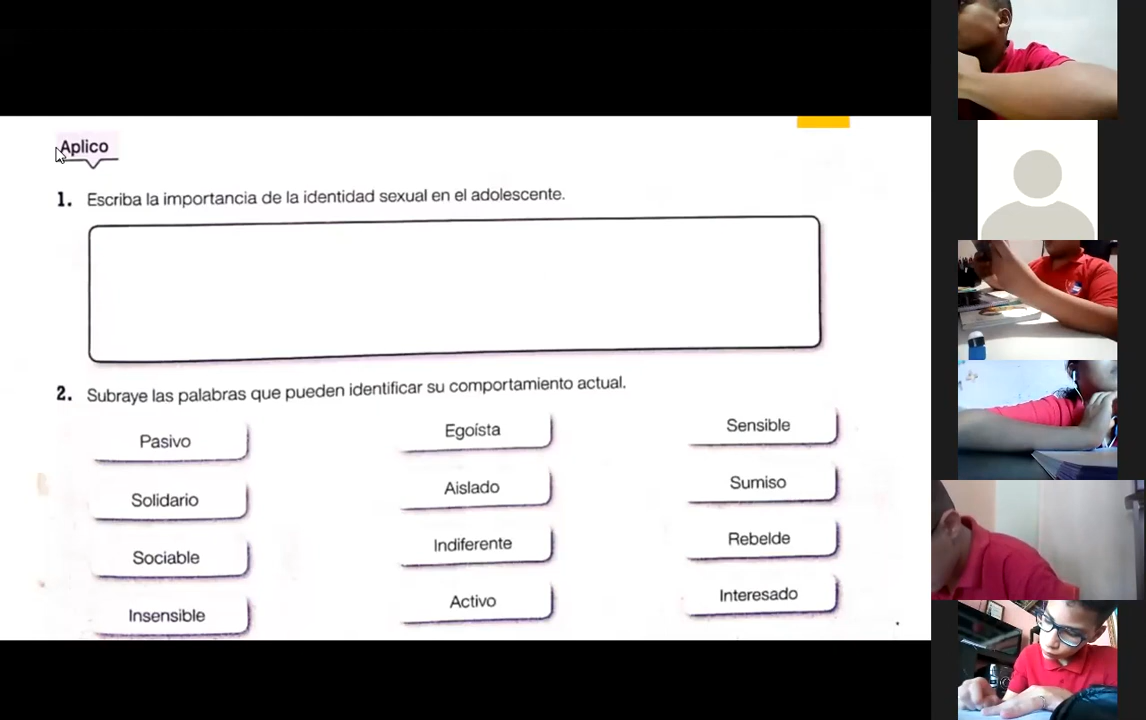 Aplico
1. Escriba la importancia de la identidad sexual en el adolescente.
2. Subraye las palabras que pueden identificar su comportamiento actual.
Pasivo Egoísta Sensible
Solidario Aislado Sumiso
Sociable Indiferente Rebelde
Insensible Activo Interesado